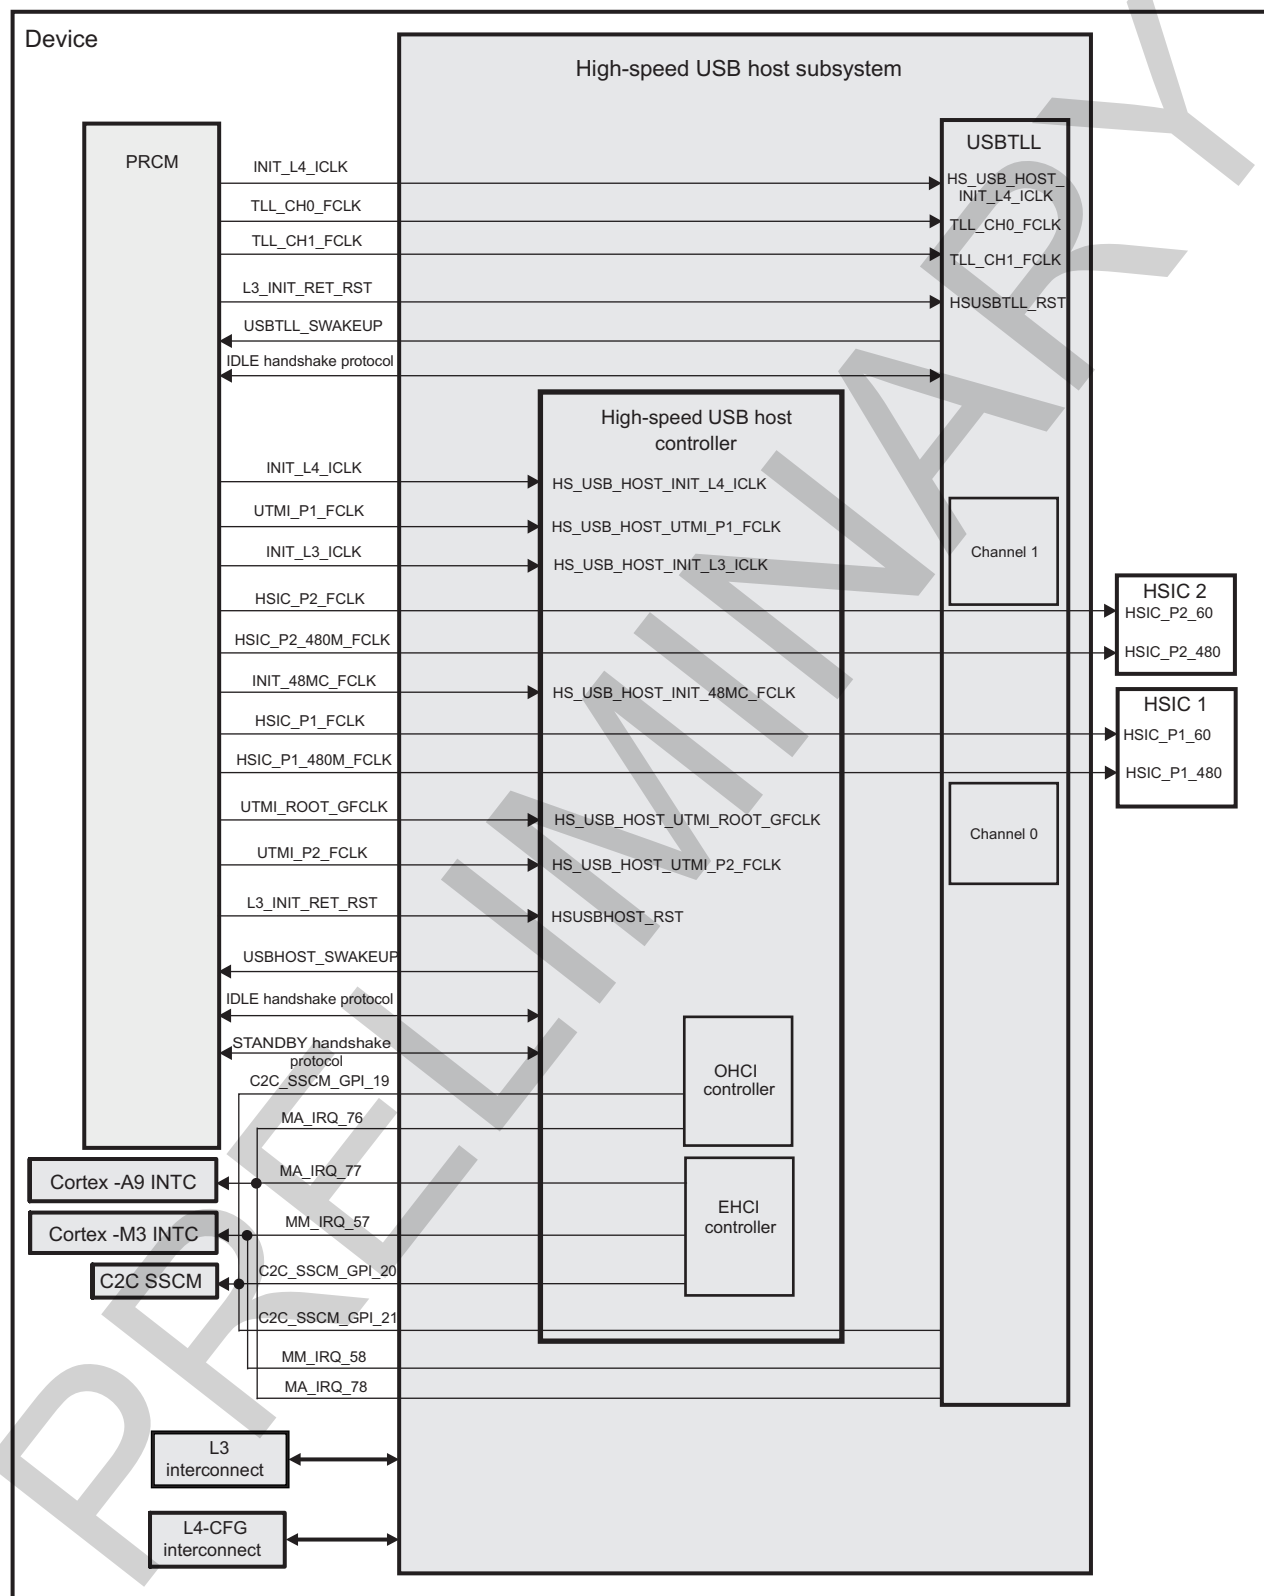 Device
High-speed USB host subsystem
PRCM
USBTLL
INIT_L4_ICLK
HS_USB_HOST_
INIT_L4_ICLK
TLL_CH0_FCLK
TLL_CH0_FCLK
TLL_CH1_FCLK
TLL_CH1_FCLK
L3_INIT_RET_RST
HSUSBTLL_RST
USBTLL_SWAKEUP
IDLE handshake protocol
High-speed USB host
controller
INIT_L4_ICLK
HS_USB_HOST_INIT_L4_ICLK
UTMI_P1_FCLK
HS_USB_HOST_UTMI_P1_FCLK
INIT_L3_ICLK
HS_USB_HOST_INIT_L3_ICLK
Channel 1
HSIC_P2_FCLK
HSIC 2
HSIC_P2_60
HSIC_P2_480M_FCLK
HSIC_P2_480
INIT_48MC_FCLK
HS_USB_HOST_INIT_48MC_FCLK
HSIC_P1_FCLK
HSIC 1
HSIC_P1_60
HSIC_P1_480M_FCLK
HSIC_P1_480
UTMI_ROOT_GFCLK
HS_USB_HOST_UTMI_ROOT_GFCLK
Channel 0
UTMI_P2_FCLK
HS_USB_HOST_UTMI_P2_FCLK
L3_INIT_RET_RST
HSUSBHOST_RST
USBHOST_SWAKEUP
IDLE handshake protocol
STANDBY handshake
protocol
C2C_SSCM_GPI_19
OHCI
controller
MA_IRQ_76
Cortex -A9 INTC
MA_IRQ_77
EHCI
controller
Cortex -M3 INTC
MM_IRQ_57
C2C SSCM
C2C_SSCM_GPI_20
C2C_SSCM_GPI_21
MM_IRQ_58
MA_IRQ_78
L3
interconnect
L4-CFG
interconnect
PRELIMINARY